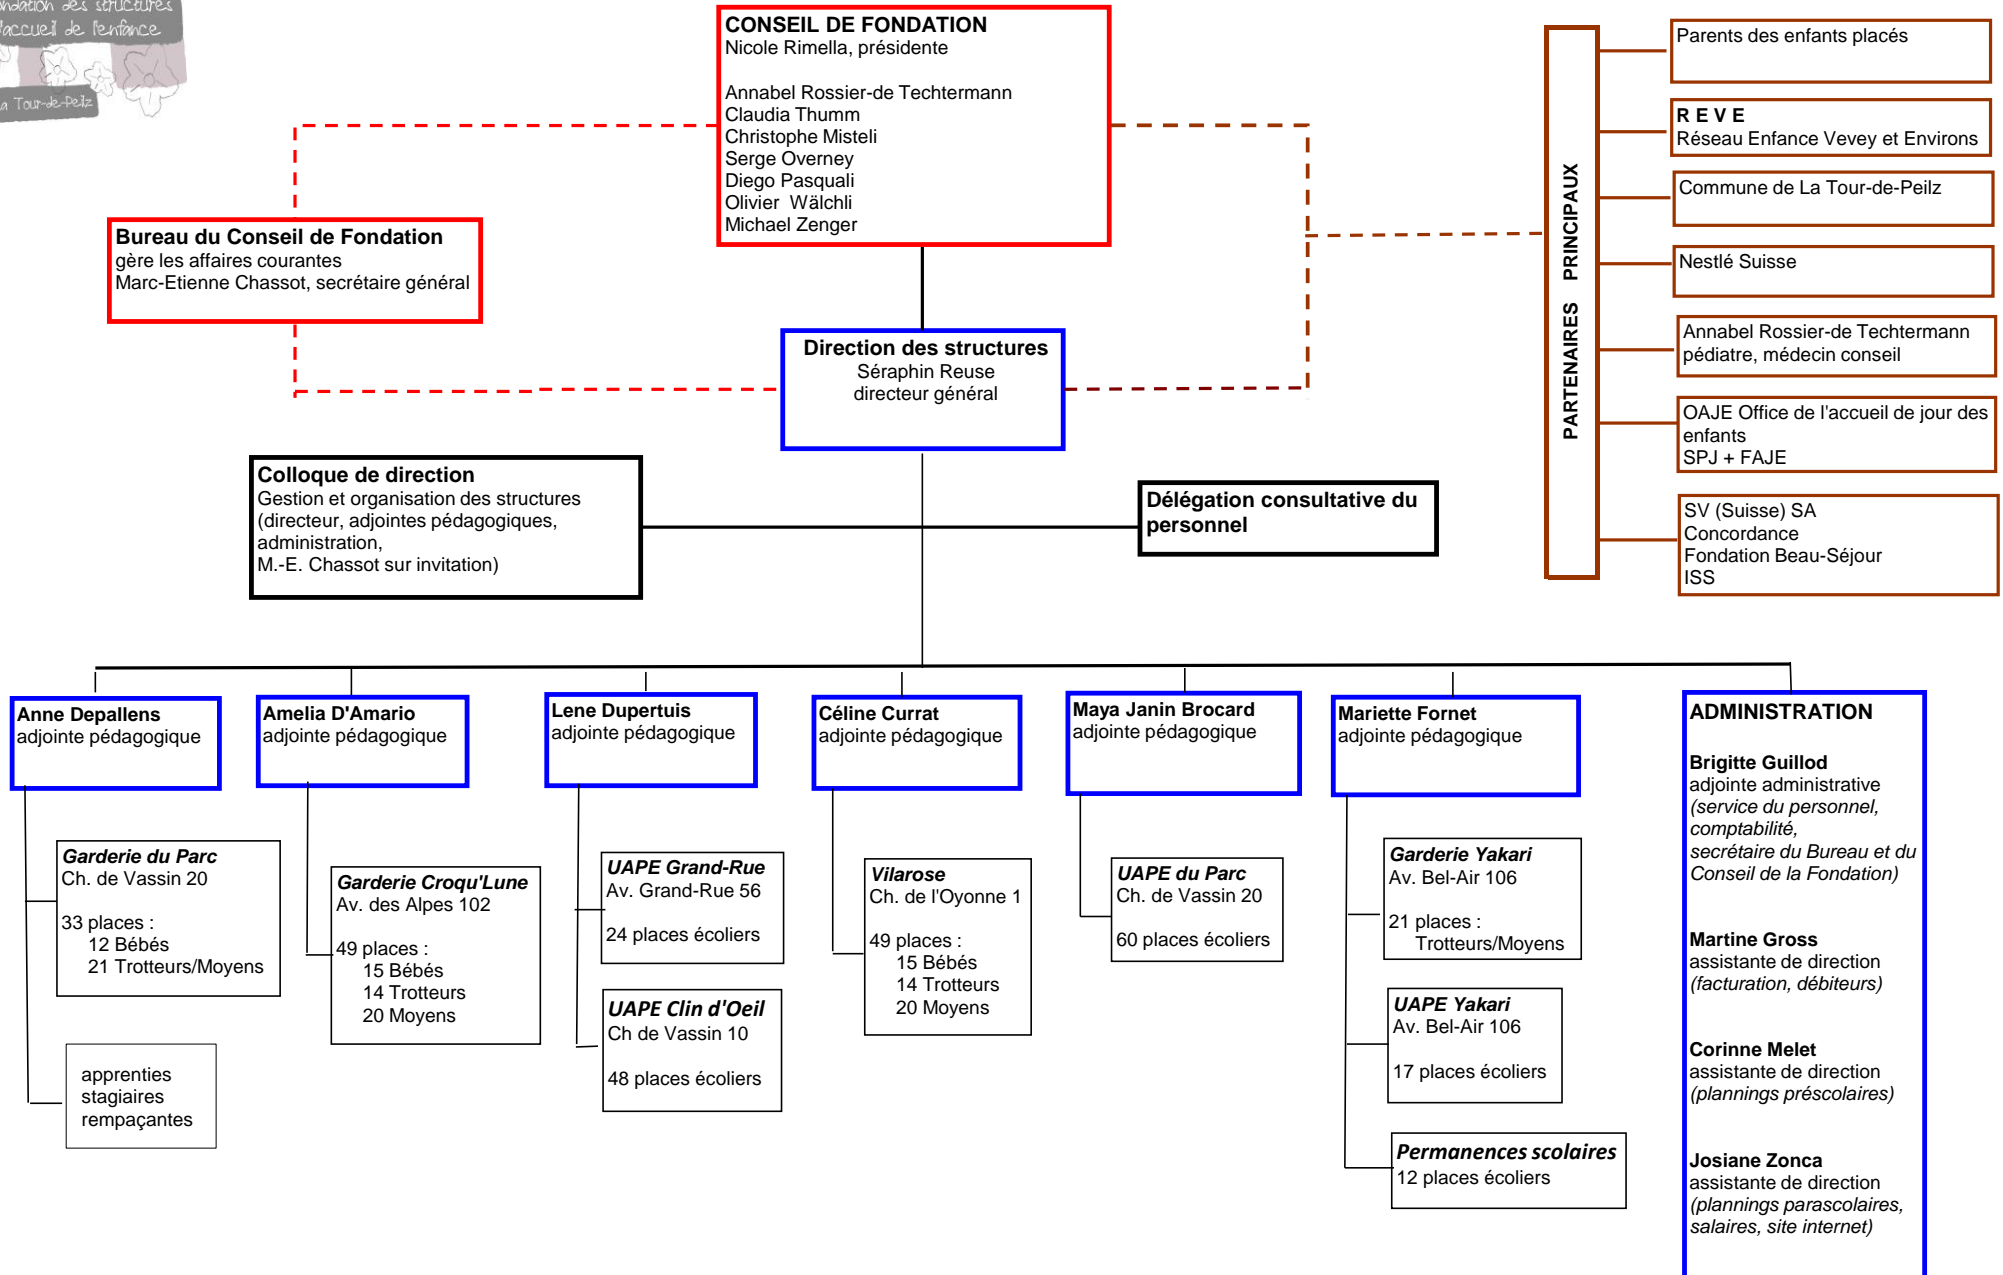 des structures
accueil de l'enfance
La Tour-de-Peilz
CONSEIL DE FONDATION
Nicole Rimella, présidente
Annabel Rossier-de Techtermann
Claudia Thumm
Christophe Misteli
Serge Overney
Diego Pasquali
Olivier Wälchli
Michael Zenger
Bureau du Conseil de Fondation
gère les affaires courantes
Marc-Etienne Chassot, secrétaire général
Direction des structures
Séraphin Reuse
directeur général
Colloque de direction
Gestion et organisation des structures
(directeur, adjointes pédagogiques,
administration,
M.-E. Chassot sur invitation)
Délégation consultative du
personnel
PARTENAIRES PRINCIPAUX
Parents des enfants placés
R E V E
Réseau Enfance Vevey et Environs
Commune de La Tour-de-Peilz
Nestlé Suisse
Annabel Rossier-de Techtermann
pédiatre, médecin conseil
OAJE Office de l'accueil de jour des
enfants
SPJ + FAJE
SV (Suisse) SA
Concordance
Fondation Beau-Séjour
ISS
Anne Depallens
adjointe pédagogique
Garderie du Parc
Ch. de Vassin 20
33 places :
12 Bébés
21 Trotteurs/Moyens
apprenties
stagiaires
rempaçantes
Amelia D'Amario
adjointe pédagogique
Garderie Croqu'Lune
Av. des Alpes 102
49 places :
15 Bébés
14 Trotteurs
20 Moyens
Lene Dupertuis
adjointe pédagogique
UAPE Grand-Rue
Av. Grand-Rue 56
24 places écoliers
UAPE Clin d'Oeil
Ch de Vassin 10
48 places écoliers
Céline Currat
adjointe pédagogique
Vilarose
Ch. de l'Oyonne 1
49 places :
15 Bébés
14 Trotteurs
20 Moyens
Maya Janin Brocard
adjointe pédagogique
UAPE du Parc
Ch. de Vassin 20
60 places écoliers
Mariette Fornet
adjointe pédagogique
Garderie Yakari
Av. Bel-Air 106
21 places :
Trotteurs/Moyens
UAPE Yakari
Av. Bel-Air 106
17 places écoliers
Permanences scolaires
12 places écoliers
ADMINISTRATION
Brigitte Guillod
adjointe administrative
(service du personnel,
comptabilité,
secrétaire du Bureau et du
Conseil de la Fondation)
Martine Gross
assistante de direction
(facturation, débiteurs)
Corinne Melet
assistante de direction
(plannings préscolaires)
Josiane Zonca
assistante de direction
(plannings parascolaires,
salaires, site internet)